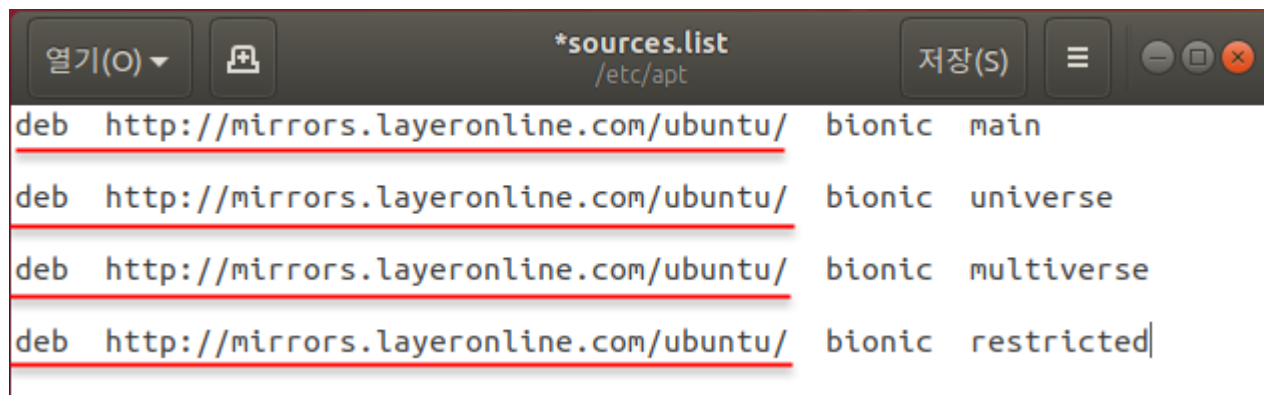 열기(O) *sources.list 저장(S)
/etc/apt
deb http://mirrors.layeronline.com/ubuntu/ bionic main
deb http://mirrors.layeronline.com/ubuntu/ bionic universe
deb http://mirrors.layeronline.com/ubuntu/ bionic multiverse
deb http://mirrors.layeronline.com/ubuntu/ bionic restricted